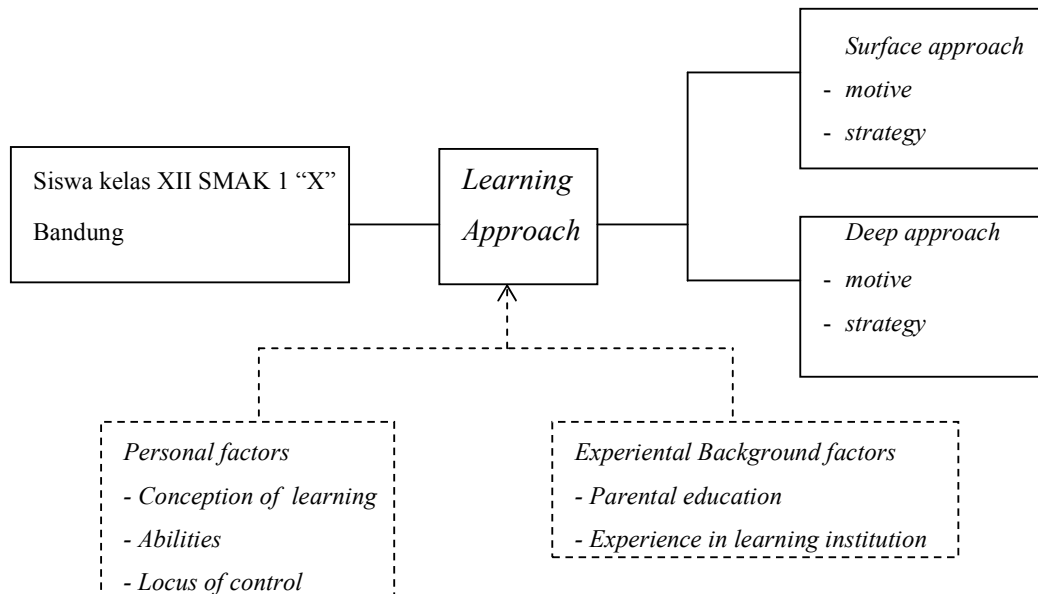 Surface approach
- motive
- strategy
Siswa kelas XII SMAK 1 “X”
Bandung
Learning
Approach
Deep approach
- motive
- strategy
Personal factors
- Conception of learning
- Abilities
- Locus of control
Experiential Background factors
- Parental education
- Experience in learning institution